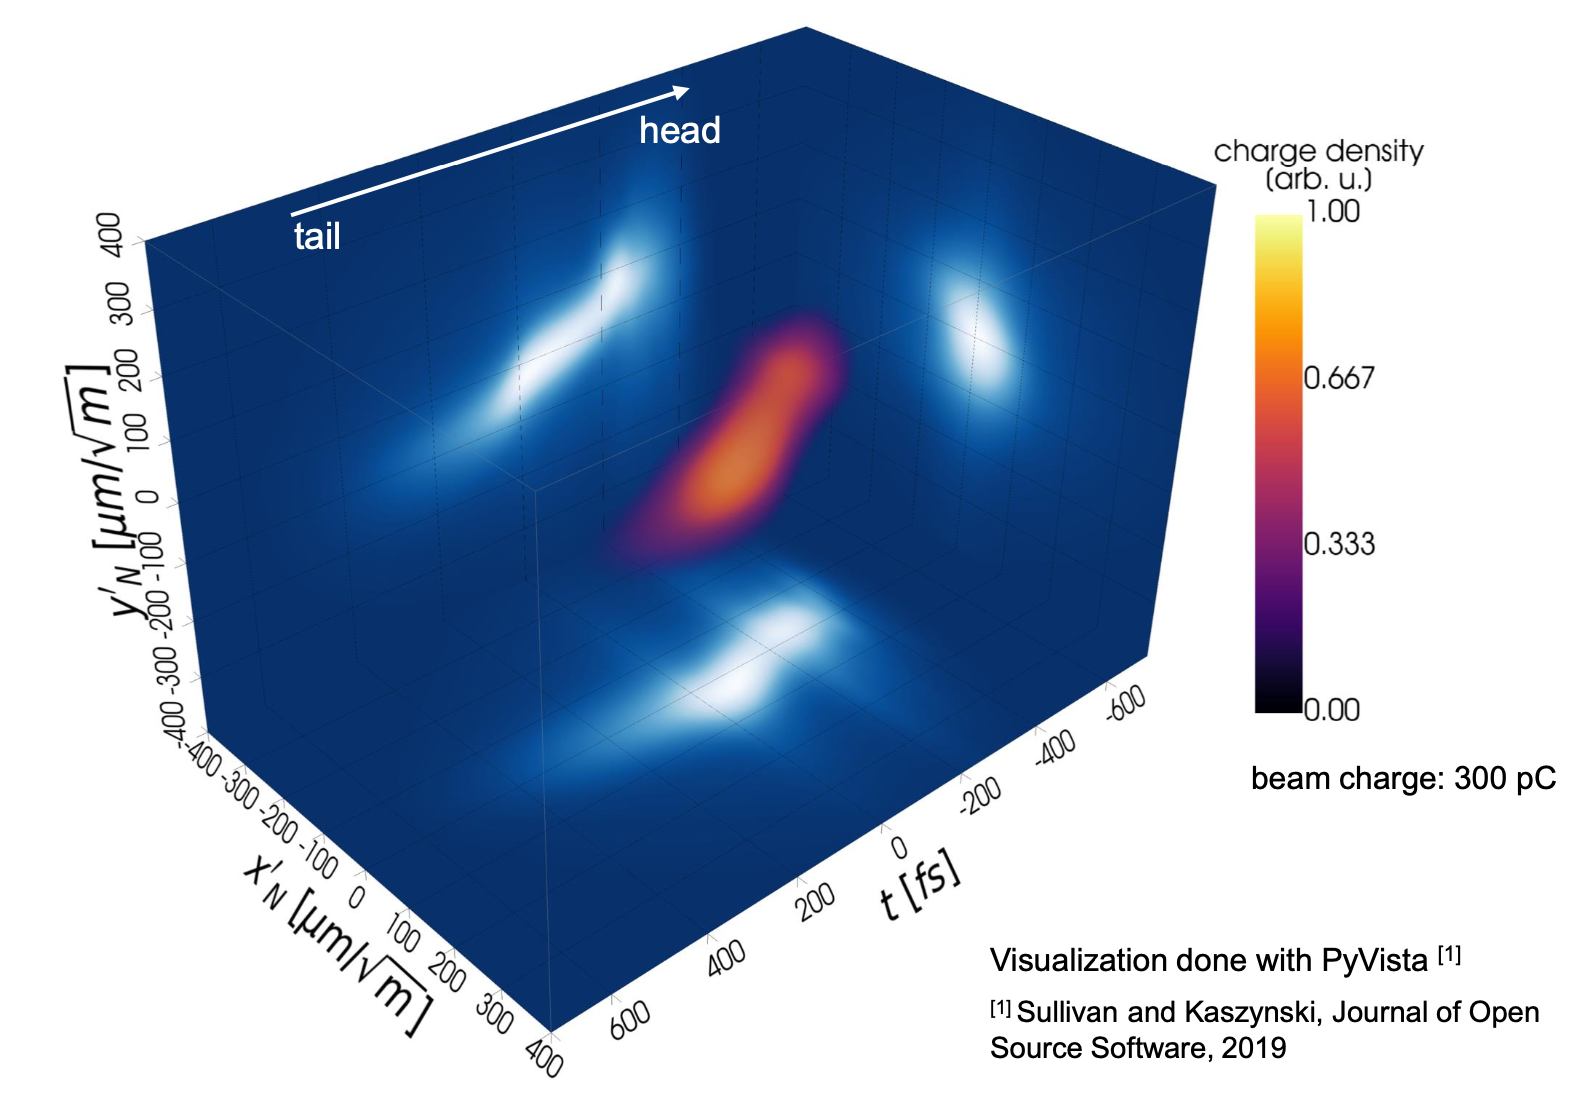 tail
head
charge density
(arb. u.)
1.00
0.667
0.333
0.00
beam charge: 300 pC
400
300
200
100
0
-100
-200
-300
-400
y′N [μm/√m]
-400
-300
-200
-100
0
100
200
300
400
x′N [μm/√m]
600
400
200
0
-200
-400
-600
t [fs]
Visualization done with PyVista [1]
[1] Sullivan and Kaszynski, Journal of Open
Source Software, 2019